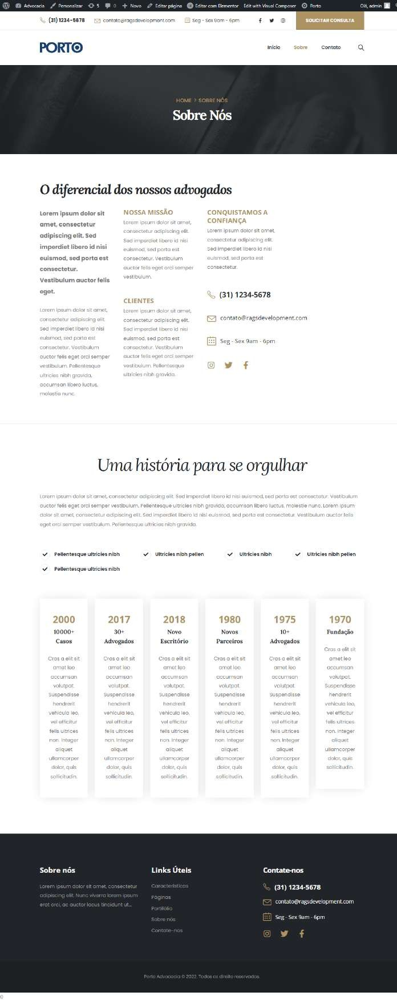 Advocacia Personalizar 5 0 Novo Editar página Editar com Elementor Edit with Visual Composer Porto Olá, admin
(31) 1234-5678 contato@ragsdevelopment.com Seg - Sex 9am - 6pm SOLICITAR CONSULTA
PORTO Início Sobre Contato
HOME > SOBRE NÓS
Sobre Nós
O diferencial dos nossos advogados
Lorem ipsum dolor sit
amet, consectetur
adipiscing elit. Sed
imperdiet libero id nisi
euismod, sed porta est
consectetur.
Vestibulum auctor felis
eget.
Lorem ipsum dolor sit amet,
consectetur adipiscing elit.
Sed imperdiet libero id nisi
euismod, sed porta est
consectetur. Vestibulum
auctor felis eget orci semper
vestibulum. Pellentesque
ultricies nibh gravida,
accumsan libero luctus,
molestie nunc.
NOSSA MISSÃO
Lorem ipsum dolor sit amet,
consectetur adipiscing elit.
Sed imperdiet libero id nisi
euismod, sed porta est
consectetur. Vestibulum
auctor felis eget orci semper
vestibulum.
CLIENTES
Lorem ipsum dolor sit amet,
consectetur adipiscing elit.
Sed imperdiet libero id nisi
euismod, sed porta est
consectetur. Vestibulum
auctor felis eget orci semper
vestibulum. Pellentesque
ultricies nibh gravida.
CONQUISTAMOS A
CONFIANÇA
Lorem ipsum dolor sit amet,
consectetur adipiscing elit.
Sed imperdiet libero id nisi
euismod, sed porta est
consectetur.
(31) 1234-5678
contato@ragsdevelopment.com
Seg - Sex 9am - 6pm
Uma história para se orgulhar
Lorem ipsum dolor sit amet, consectetur adipiscing elit. Sed imperdiet libero id nisi euismod, sed porta est consectetur. Vestibulum
auctor felis eget orci semper vestibulum. Pellentesque ultricies nibh gravida, accumsan libero luctus, molestie nunc. Lorem ipsum
dolor sit amet, consectetur adipiscing elit. Sed imperdiet libero id nisi euismod, sed porta est consectetur. Vestibulum auctor felis
eget orci semper vestibulum. Pellentesque ultricies nibh gravida.
Pellentesque ultricies nibh Ultricies nibh pellen Ultricies nibh Ultricies nibh pellen
Pellentesque ultricies nibh
2000
10000+
Casos
Cras a elit sit
amet leo
accumsan
volutpat.
Suspendisse
hendrerit
vehicula leo,
vel efficitur
felis ultrices
non. Integer
aliquet
ullamcorper
dolor, quis
sollicitudin.
2017
30+
Advogados
Cras a elit sit
amet leo
accumsan
volutpat.
Suspendisse
hendrerit
vehicula leo,
vel efficitur
felis ultrices
non. Integer
aliquet
ullamcorper
dolor, quis
sollicitudin.
2018
Novo
Escritório
Cras a elit sit
amet leo
accumsan
volutpat.
Suspendisse
hendrerit
vehicula leo,
vel efficitur
felis ultrices
non. Integer
aliquet
ullamcorper
dolor, quis
sollicitudin.
1980
Novos
Parceiros
Cras a elit sit
amet leo
accumsan
volutpat.
Suspendisse
hendrerit
vehicula leo,
vel efficitur
felis ultrices
non. Integer
aliquet
ullamcorper
dolor, quis
sollicitudin.
1975
10+
Advogados
Cras a elit sit
amet leo
accumsan
volutpat.
Suspendisse
hendrerit
vehicula leo,
vel efficitur
felis ultrices
non. Integer
aliquet
ullamcorper
dolor, quis
sollicitudin.
1970
Fundação
Cras a elit sit
amet leo
accumsan
volutpat.
Suspendisse
hendrerit
vehicula leo,
vel efficitur
felis ultrices
non. Integer
aliquet
ullamcorper
dolor, quis
sollicitudin.
Sobre nós
Lorem ipsum dolor sit amet, consectetur
adipiscing elit. Nunc viverra lorem ipsum
erat orci, ac auctor lacus tincidunt ut...
Links Úteis
Características
Páginas
Portifólio
Sobre nós
Contate-nos
Contate-nos
(31) 1234-5678
contato@ragsdevelopment.com
Seg - Sex 9am - 6pm
Porto Advocacia © 2022. Todos os direito reservados.
0